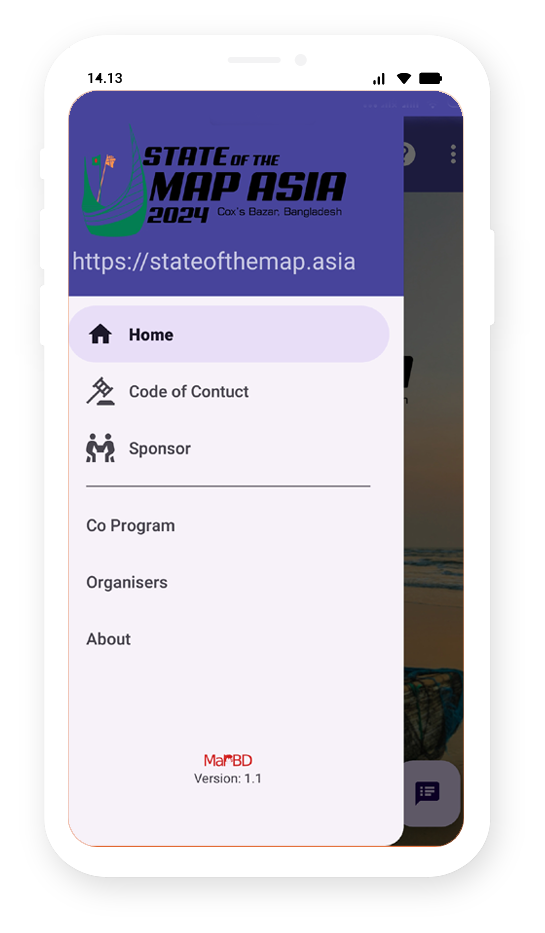 14.13
STATE OF THE
MAP ASIA
2024 Cox's Bazar, Bangladesh
https://stateofthemap.asia
Home
Code of Contuct
Sponsor
Co Program
Organisers
About
MapBD
Version: 1.1